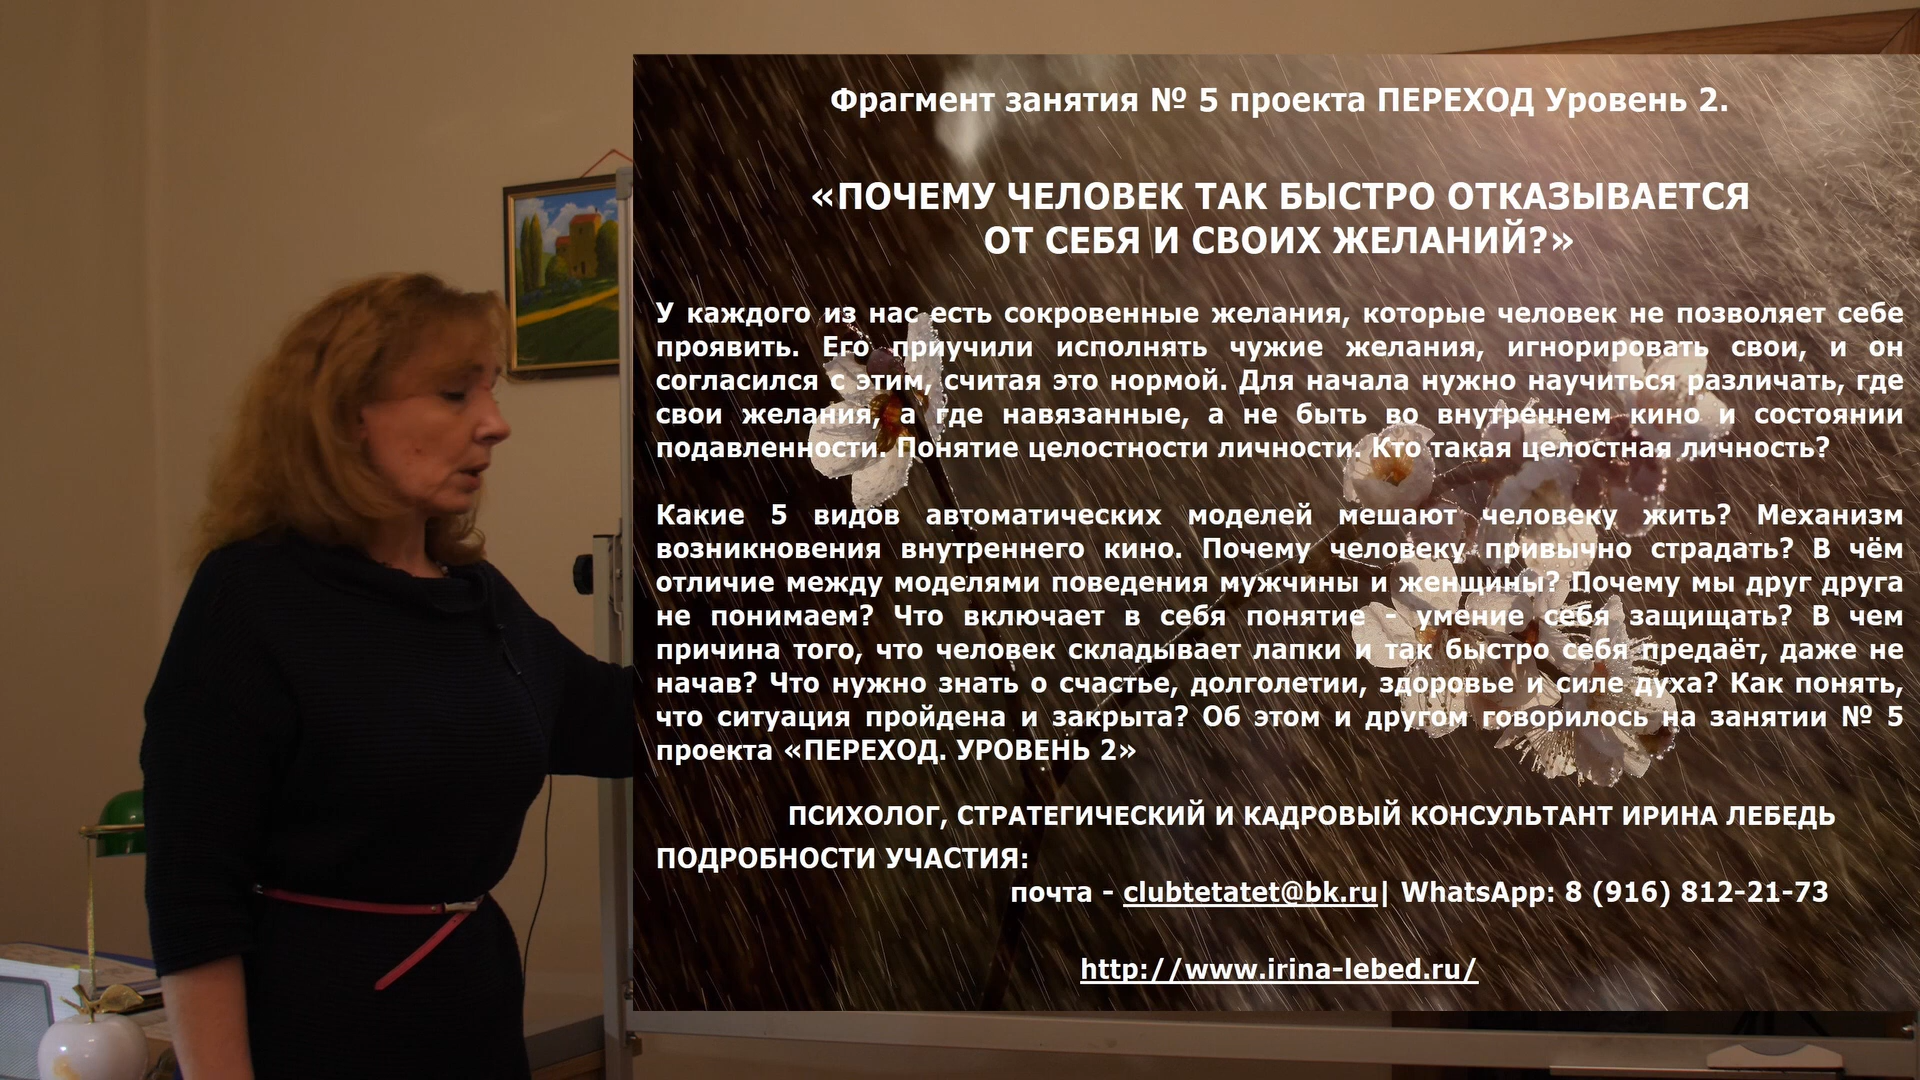 Фрагмент занятия № 5 проекта ПЕРЕХОД Уровень 2.
«ПОЧЕМУ ЧЕЛОВЕК ТАК БЫСТРО ОТКАЗЫВАЕТСЯ
ОТ СЕБЯ И СВОИХ ЖЕЛАНИЙ?»
У каждого из нас есть сокровенные желания, которые человек не позволяет себе
проявить. Его приучили исполнять чужие желания, игнорировать свои, и он
согласился с этим, считая это нормой. Для начала нужно научиться различать, где
свои желания, а где навязанные, а не быть во внутреннем кино и состоянии
подавленности. Понятие целостности личности. Кто такая целостная личность?
Какие 5 видов автоматических моделей мешают человеку жить? Механизм
возникновения внутреннего кино. Почему человеку привычно страдать? В чём
отличие между моделями поведения мужчины и женщины? Почему мы друг друга
не понимаем? Что включает в себя понятие - умение себя защищать? В чем
причина того, что человек складывает лапки и так быстро себя предаёт, даже не
начав? Что нужно знать о счастье, долголетии, здоровье и силе духа? Как понять,
что ситуация пройдена и закрыта? Об этом и другом говорилось на занятии № 5
проекта «ПЕРЕХОД. УРОВЕНЬ 2»
ПСИХОЛОГ, СТРАТЕГИЧЕСКИЙ И КАДРОВЫЙ КОНСУЛЬТАНТ ИРИНА ЛЕБЕДЬ
ПОДРОБНОСТИ УЧАСТИЯ:
почта - clubtetatet@bk.ru| WhatsApp: 8 (916) 812-21-73
http://www.irina-lebed.ru/